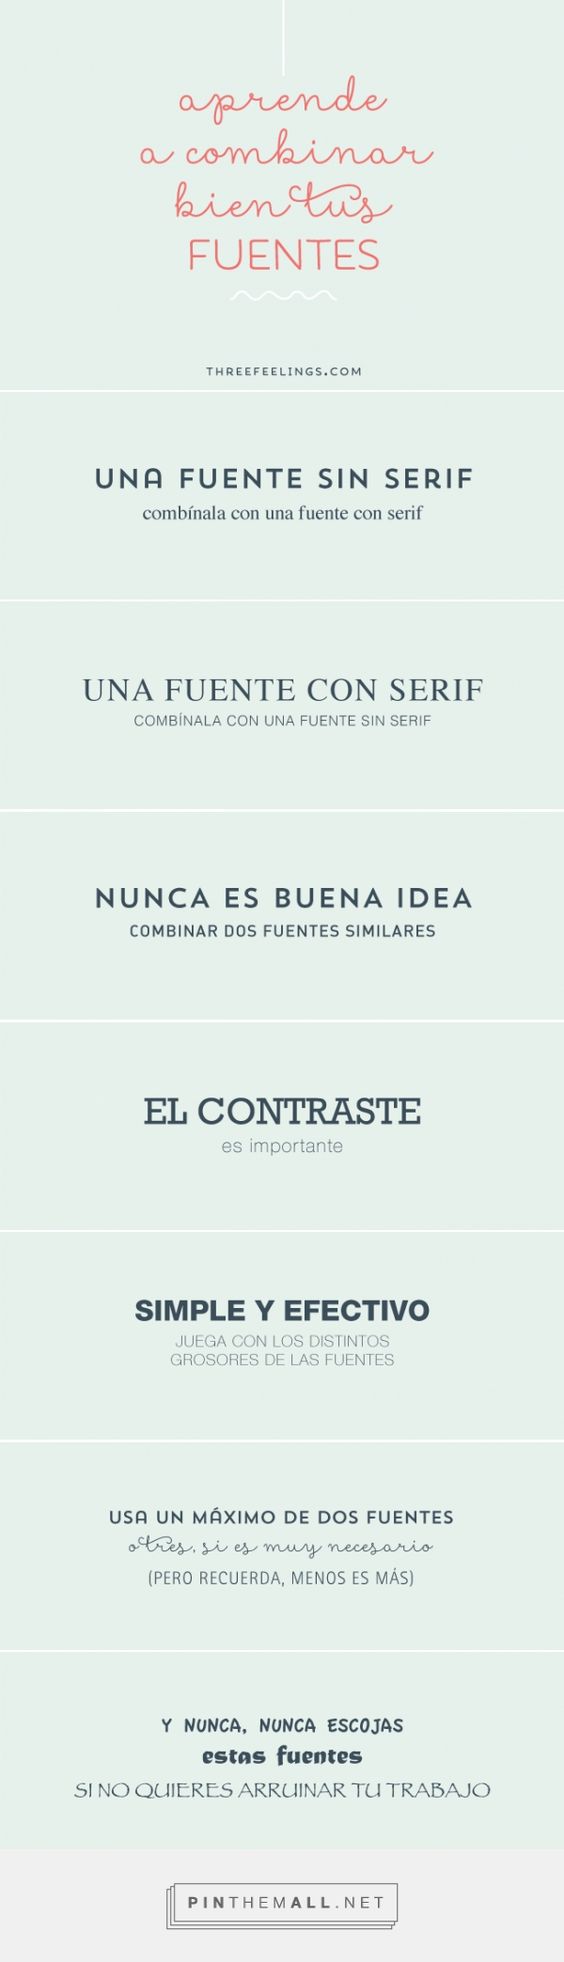 aprende
a combinar
bien tus
FUENTES
THREEFEELINGS.COM
UNA FUENTE SIN SERIF
combínala con una fuente con serif
UNA FUENTE CON SERIF
COMBÍNALA CON UNA FUENTE SIN SERIF
NUNCA ES BUENA IDEA
COMBINAR DOS FUENTES SIMILARES
EL CONTRASTE
es importante
SIMPLE Y EFECTIVO
JUEGA CON LOS DISTINTOS
GROSORES DE LAS FUENTES
USA UN MÁXIMO DE DOS FUENTES
o tres, si es muy necesario
(PERO RECUERDA, MENOS ES MÁS)
Y NUNCA, NUNCA ESCOJAS
estas fuentes
SI NO QUIERES ARRUINAR TU TRABAJO
PINTHEMALL.NET